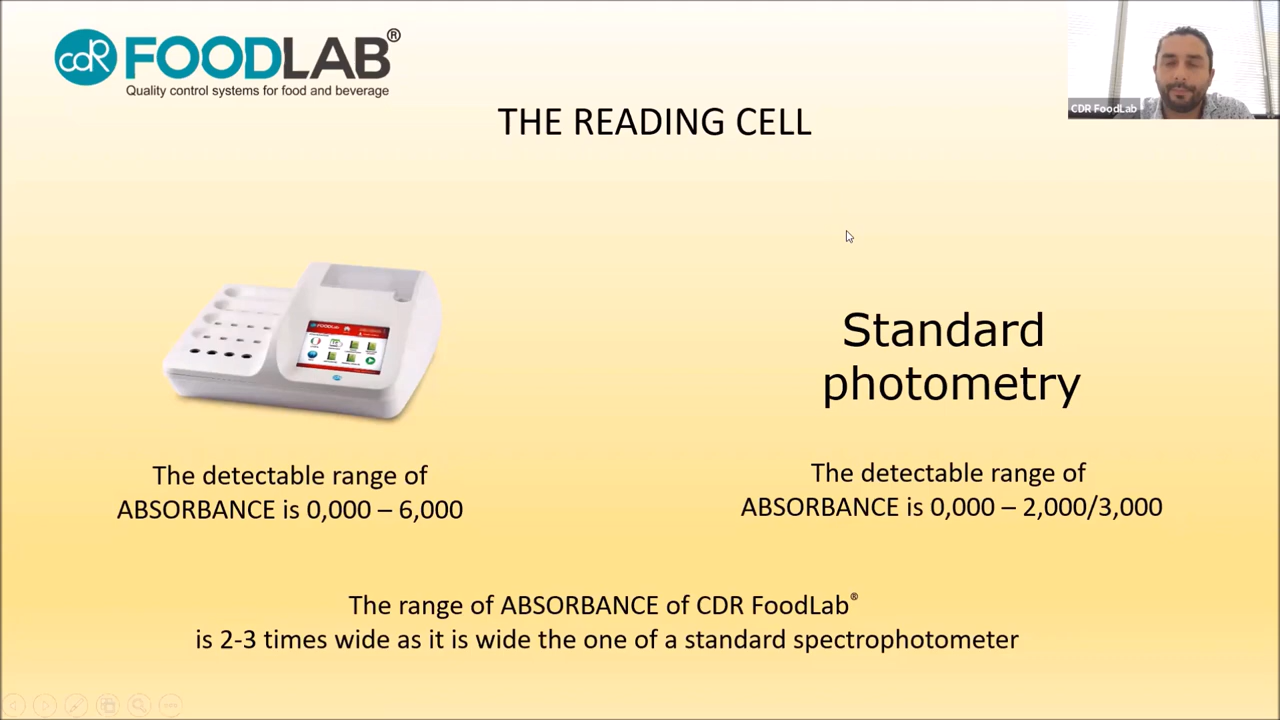 cdR FOODLAB®
Quality control systems for food and beverage
CDR FoodLab
THE READING CELL
Standard
photometry
The detectable range of
ABSORBANCE is 0,000 – 6,000
The detectable range of
ABSORBANCE is 0,000 – 2,000/3,000
The range of ABSORBANCE of CDR FoodLab®
is 2-3 times wide as it is wide the one of a standard spectrophotometer